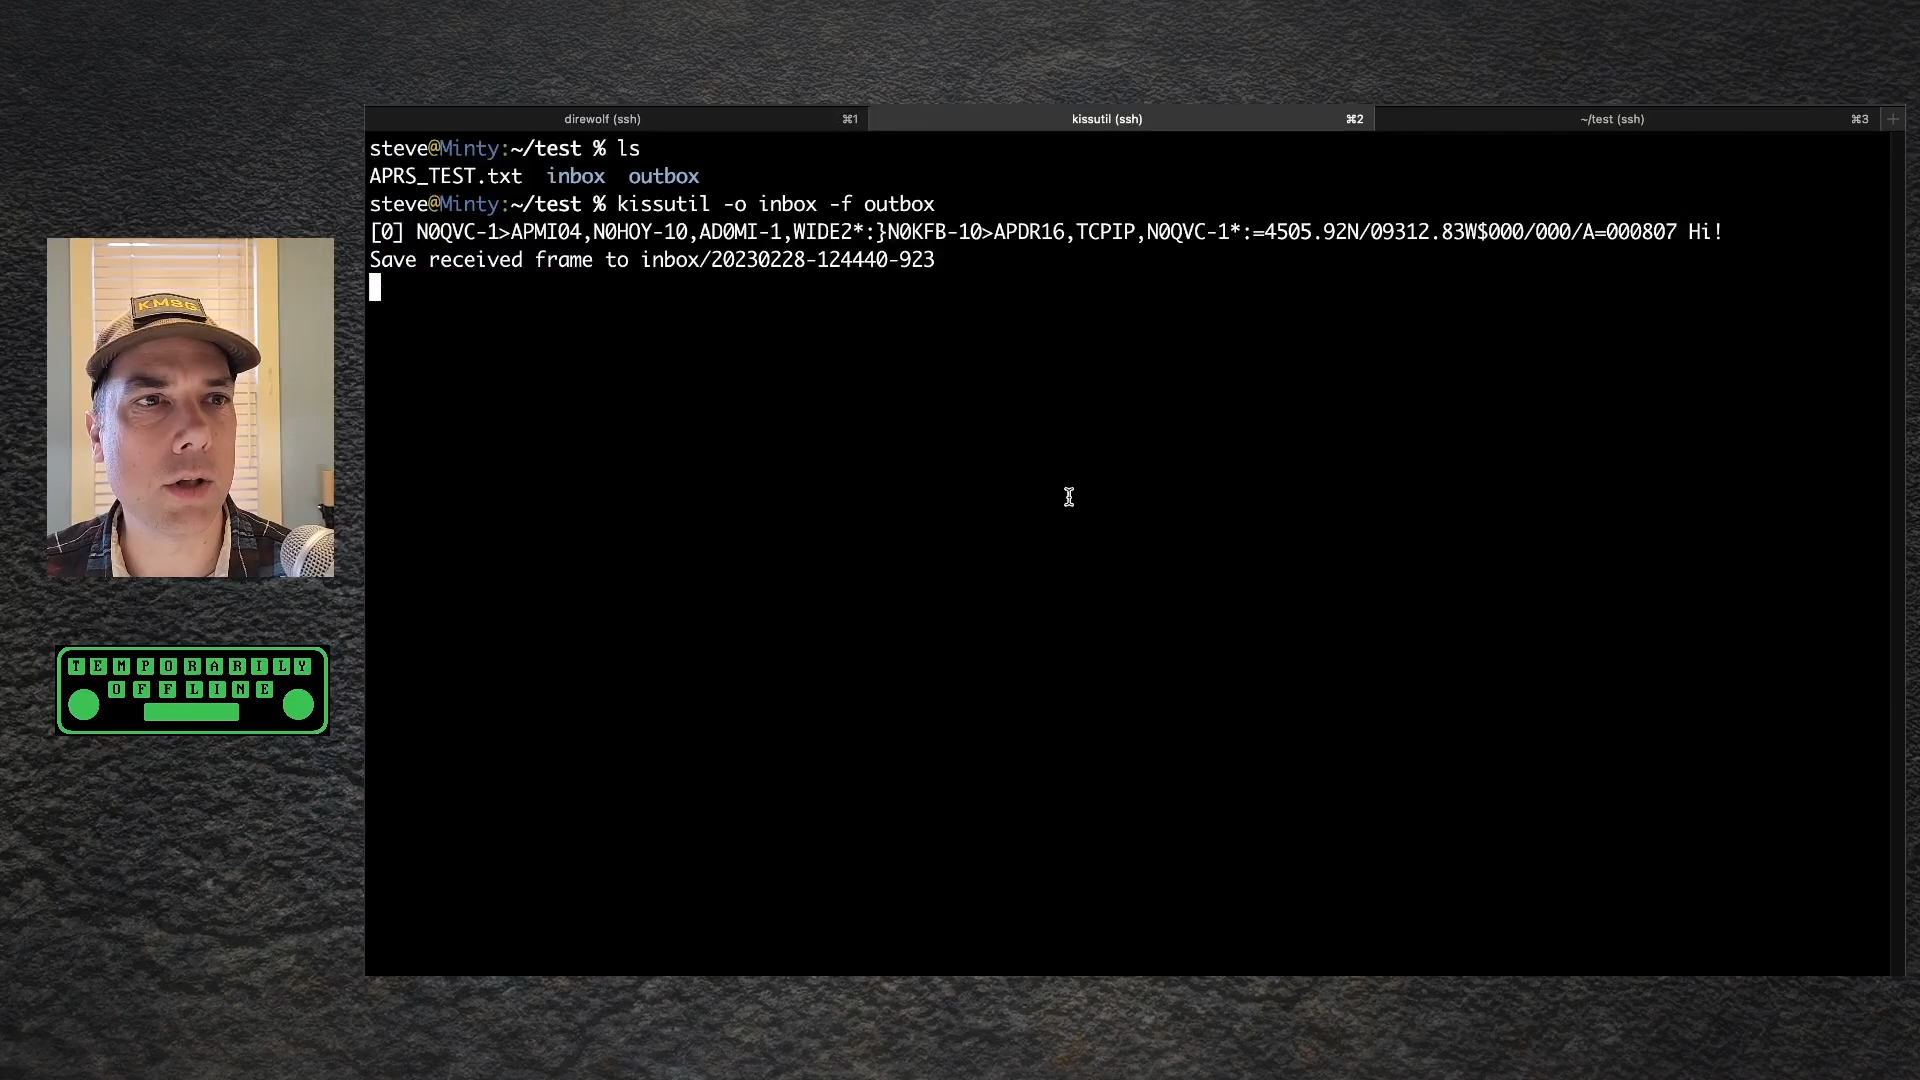 direwolf (ssh) ⌘1 kissutil (ssh) ⌘2 ~/test (ssh) ⌘3 +
steve@Minty:~/test % ls
APRS_TEST.txt inbox outbox
steve@Minty:~/test % kissutil -o inbox -f outbox
[0] N0QVC-1>APMI04,N0HOY-10,AD0MI-1,WIDE2*:}N0KFB-10>APDR16,TCPIP,N0QVC-1*:=4505.92N/09312.83W$000/000/A=000807 Hi!
Save received frame to inbox/20230228-124440-923
KMSG
TEMPORARILY
OFFLINE